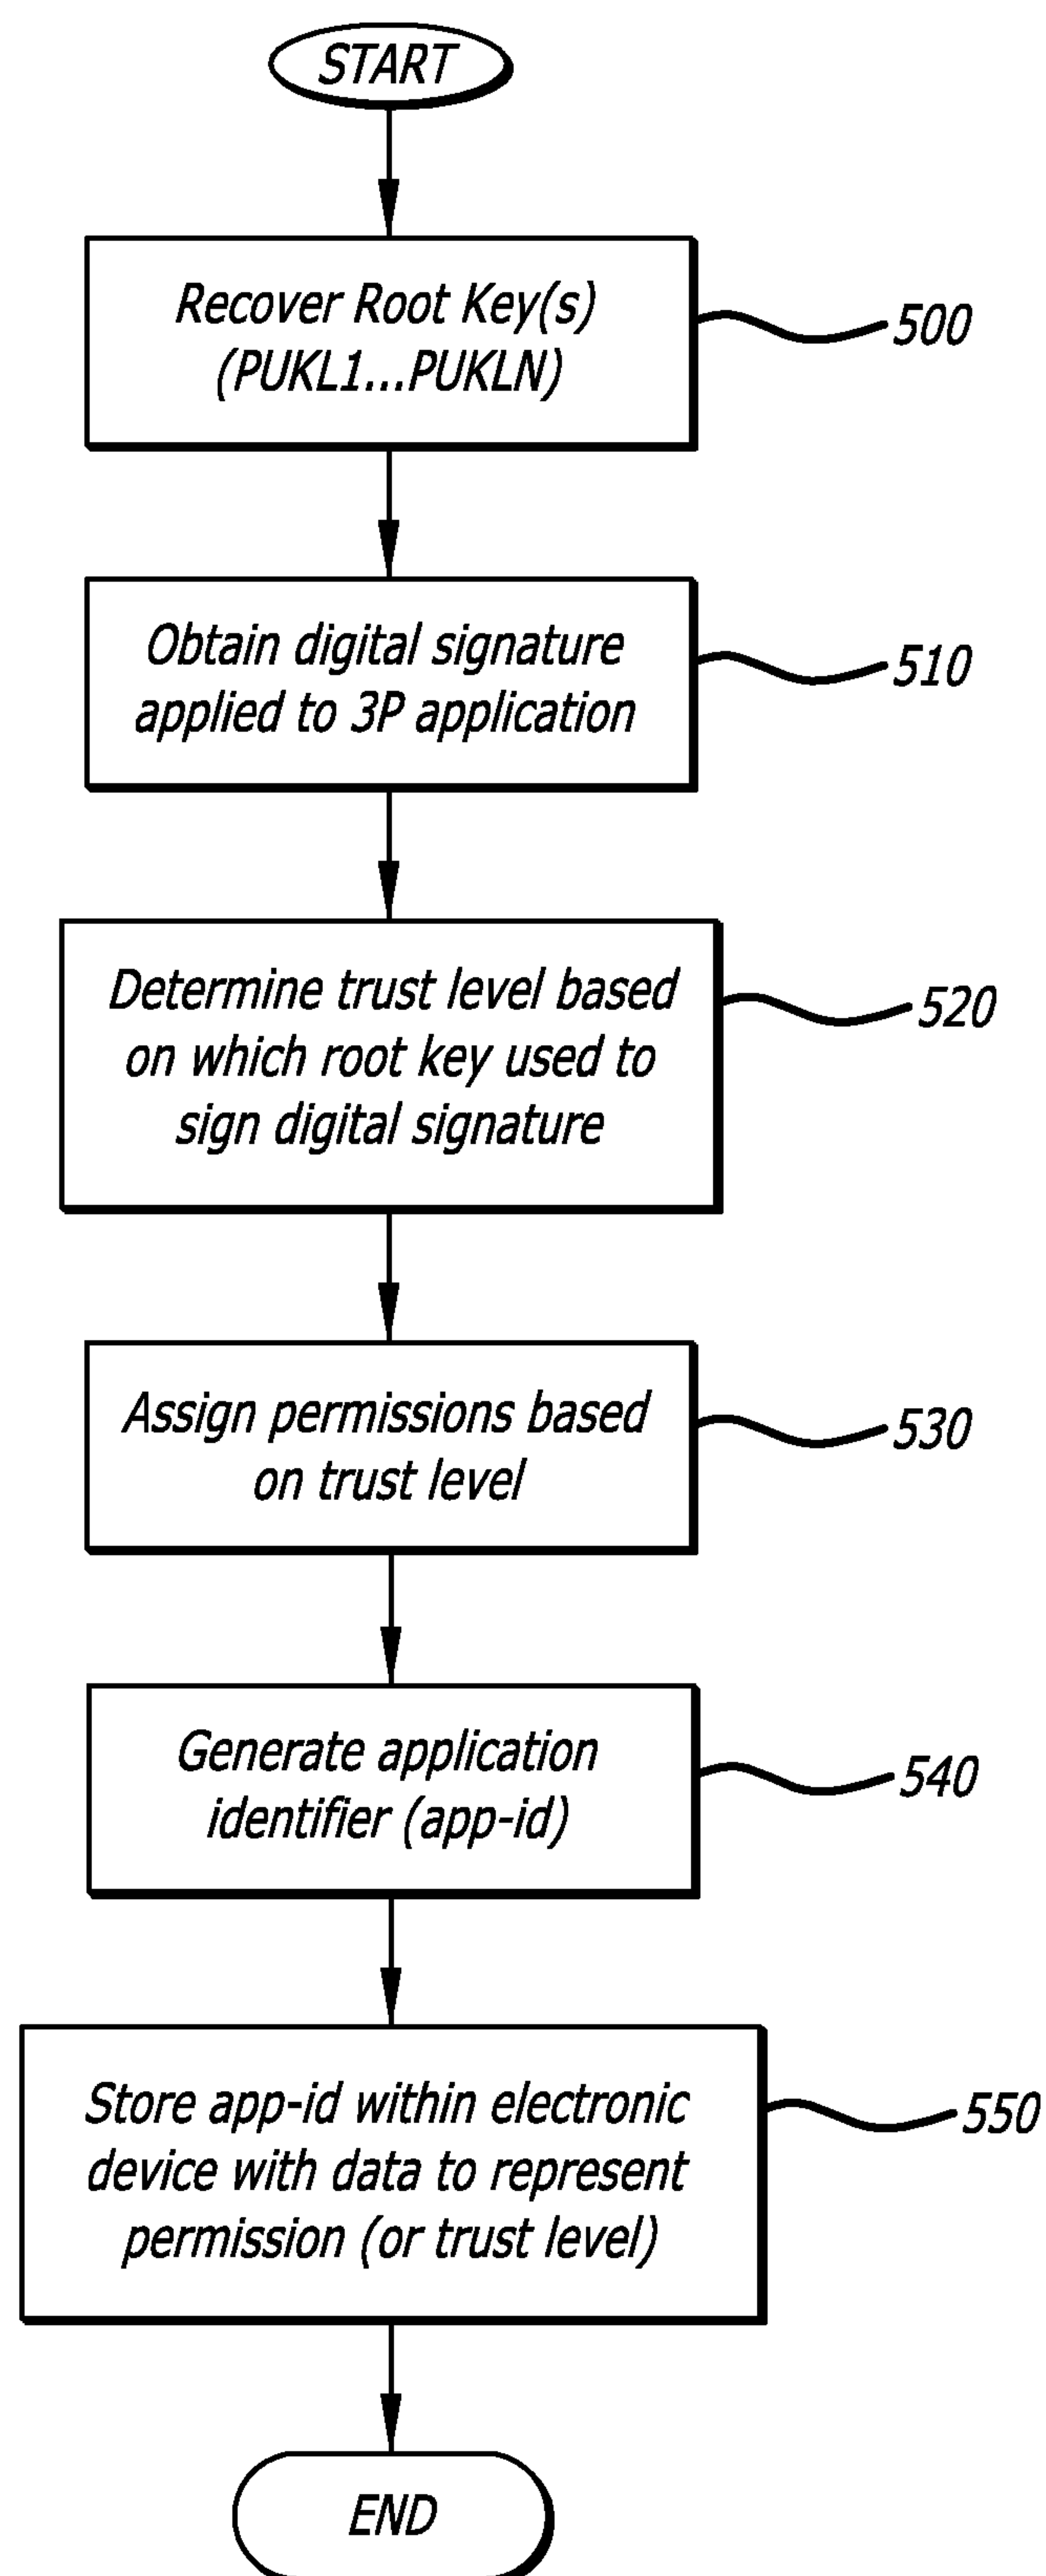 START
Recover Root Key(s)
(PUKL1...PUKLN)
500
Obtain digital signature
applied to 3P application
510
Determine trust level based
on which root key used to
sign digital signature
520
Assign permissions based
on trust level
530
Generate application
identifier (app-id)
540
Store app-id within electronic
device with data to represent
permission (or trust level)
550
END